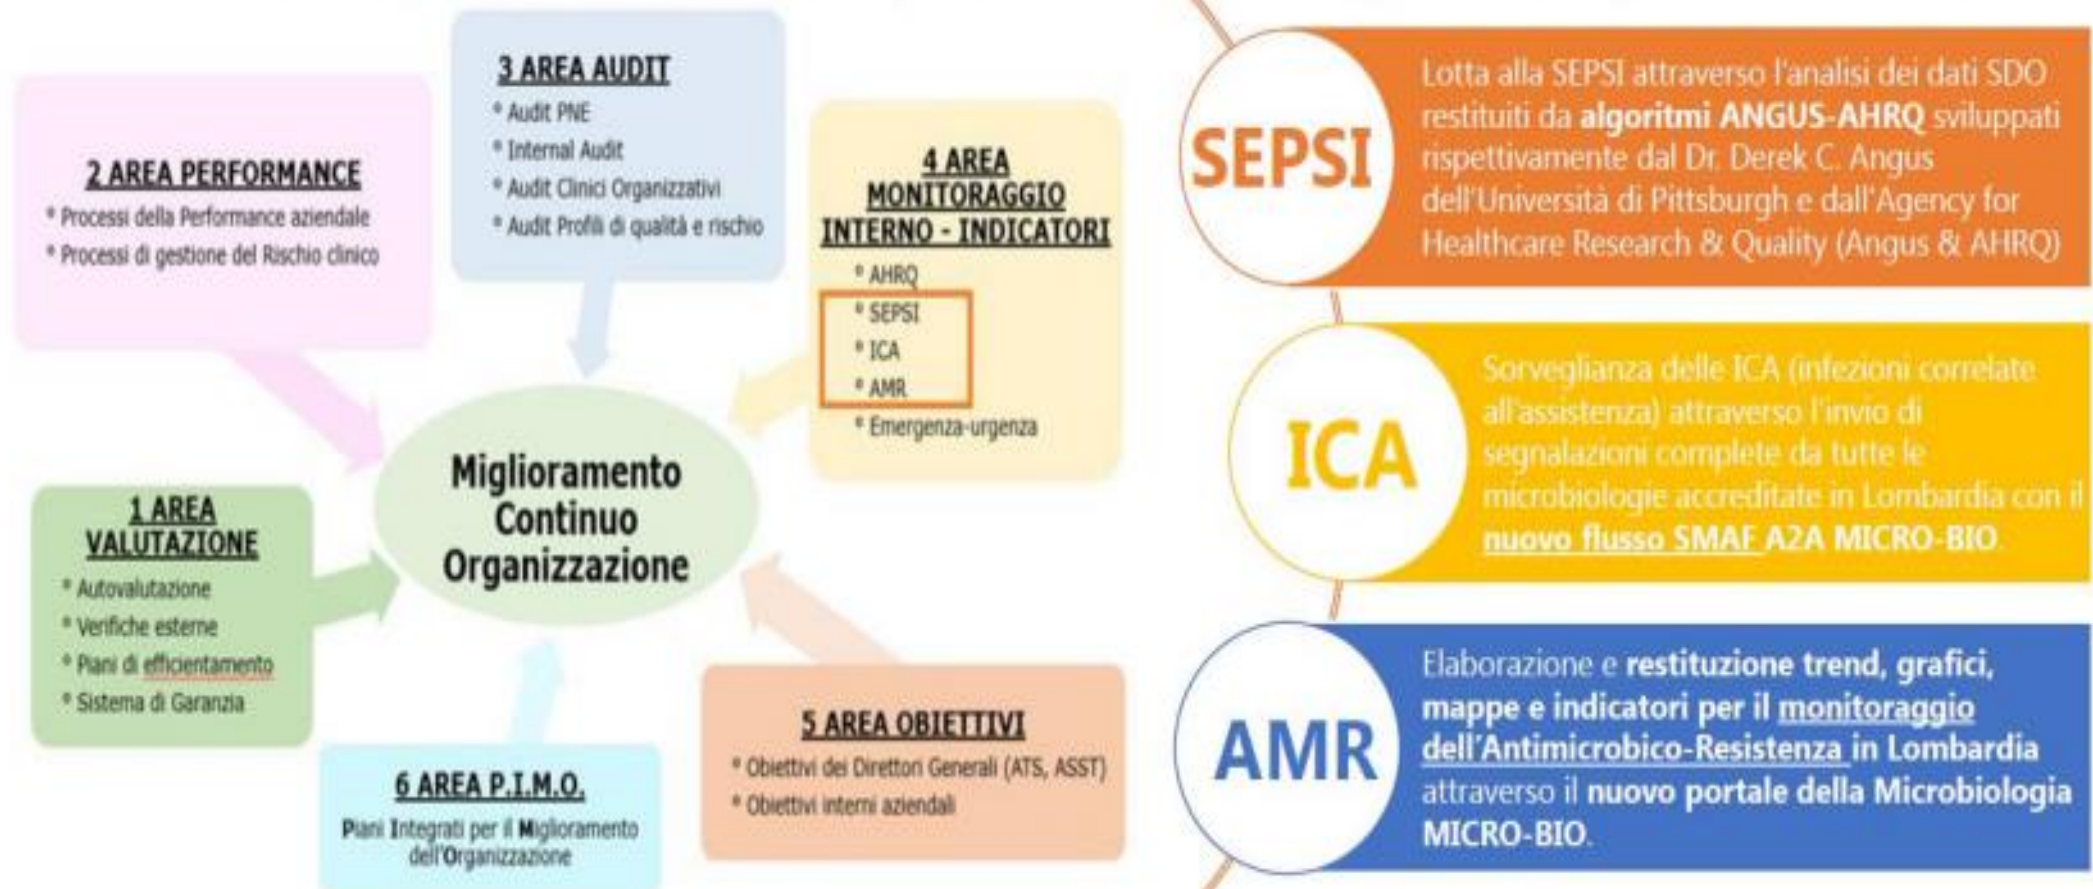 3 AREA AUDIT
° Audit PNE
° Internal Audit
° Audit Clinici Organizzativi
° Audit Profili di qualità e rischio
2 AREA PERFORMANCE
° Processi della Performance aziendale
° Processi di gestione del Rischio clinico
4 AREA
MONITORAGGIO
INTERNO - INDICATORI
° AHRQ
° SEPSI
° ICA
° AMR
° Emergenza-urgenza
Miglioramento
Continuo
Organizzazione
1 AREA
VALUTAZIONE
° Autovalutazione
° Verifiche esterne
° Piani di efficientamento
° Sistema di Garanzia
6 AREA P.I.M.O.
Piani Integrati per il Miglioramento
dell'Organizzazione
5 AREA OBIETTIVI
° Obiettivi dei Direttori Generali (ATS, ASST)
° Obiettivi interni aziendali
SEPSI
Lotta alla SEPSI attraverso l'analisi dei dati SDO
restituiti da algoritmi ANGUS-AHRQ sviluppati
rispettivamente dal Dr. Derek C. Angus
dell'Università di Pittsburgh e dall'Agency for
Healthcare Research & Quality (Angus & AHRQ)
ICA
Sorveglianza delle ICA (infezioni correlate
all'assistenza) attraverso l'invio di
segnalazioni complete da tutte le
microbiologie accreditate in Lombardia con il
nuovo flusso SMAF A2A MICRO-BIO.
AMR
Elaborazione e restituzione trend, grafici,
mappe e indicatori per il monitoraggio
dell'Antimicrobico-Resistenza in Lombardia
attraverso il nuovo portale della Microbiologia
MICRO-BIO.